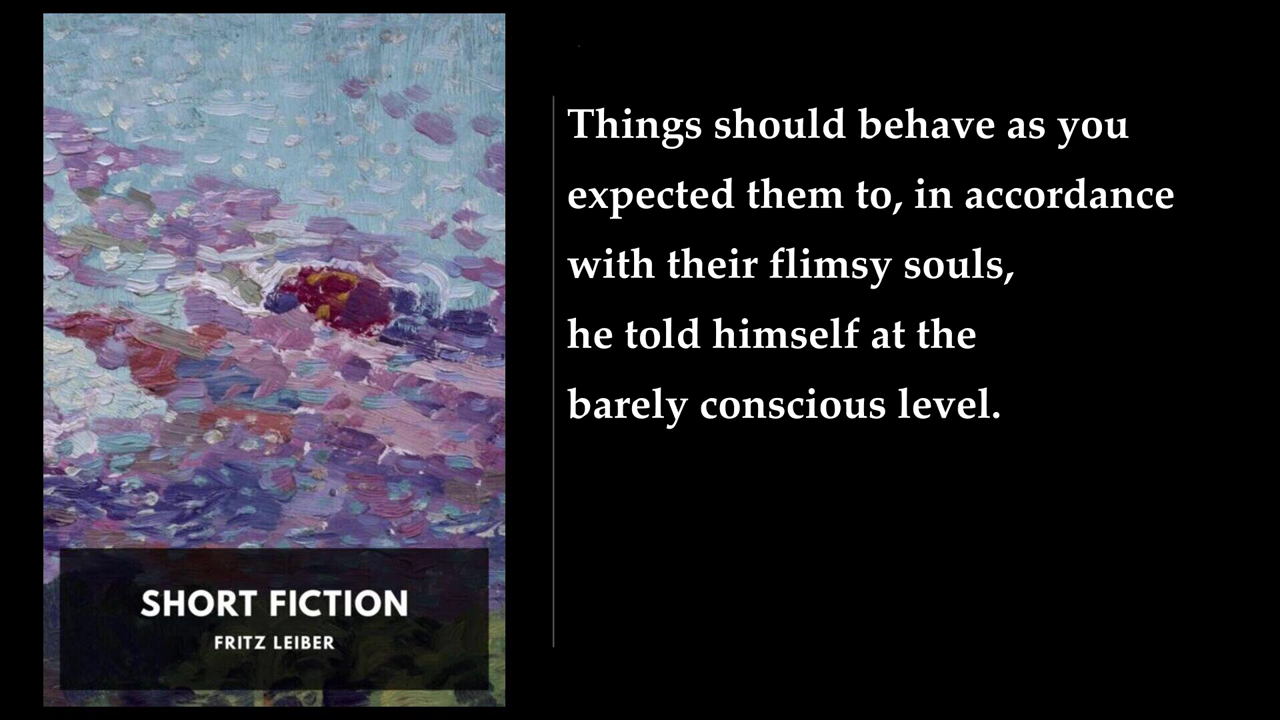 SHORT FICTION
FRITZ LEIBER
Things should behave as you
expected them to, in accordance
with their flimsy souls,
he told himself at the
barely conscious level.